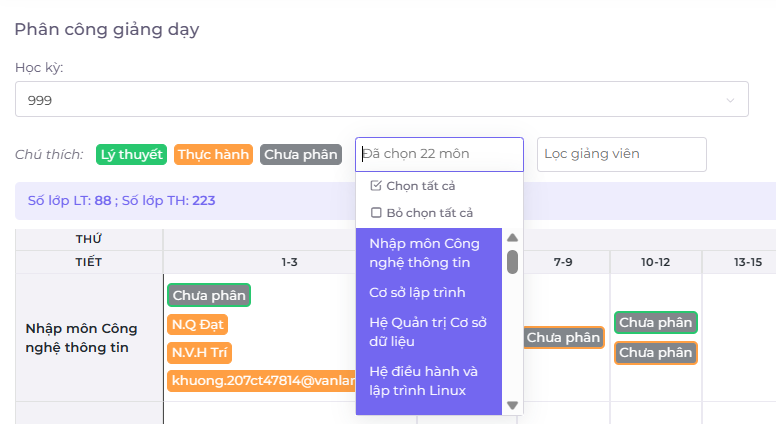 Phân công giảng dạy
Học kỳ:
999
Chú thích: Lý thuyết Thực hành Chưa phân Đã chọn 22 môn Lọc giảng viên
Chọn tất cả
Bỏ chọn tất cả
Số lớp LT: 88 ; Số lớp TH: 223
THỨ
TIẾT 1-3 7-9 10-12 13-15
Nhập môn Công
nghệ thông tin
Cơ sở lập trình
Hệ Quản trị Cơ sở
dữ liệu
Hệ điều hành và
lập trình Linux
Nhập môn Công
nghệ thông tin
Chưa phân
N.Q Đạt
N.V.H Trí
khuong.207ct47814@vanlan
Chưa phân
Chưa phân
Chưa phân